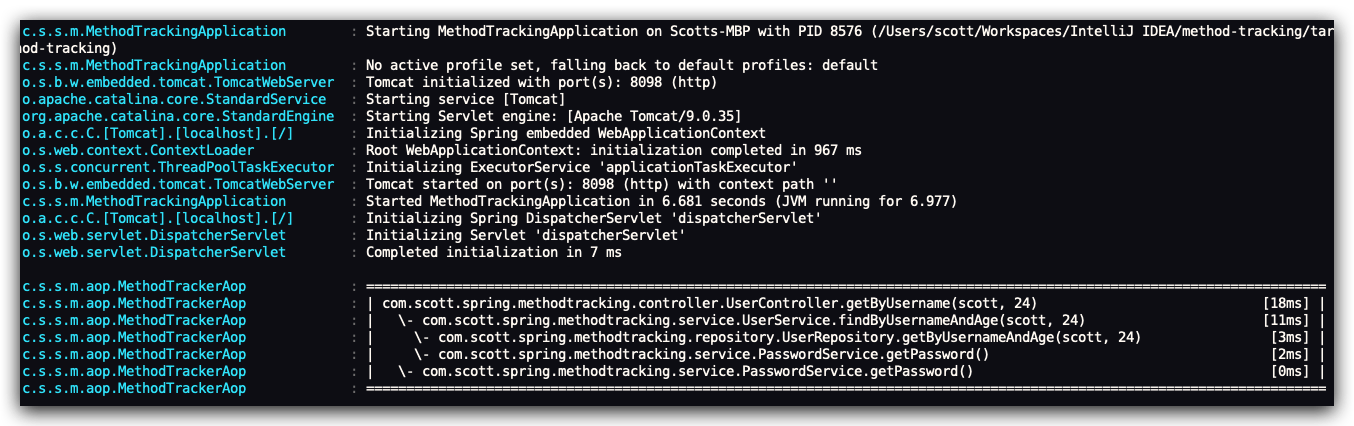 c.s.s.m.MethodTrackingApplication : Starting MethodTrackingApplication on Scotts-MBP with PID 8576 (/Users/scott/Workspaces/IntelliJ IDEA/method-tracking/tar
od-tracking)
c.s.s.m.MethodTrackingApplication : No active profile set, falling back to default profiles: default
o.s.b.w.embedded.tomcat.TomcatWebServer : Tomcat initialized with port(s): 8098 (http)
o.apache.catalina.core.StandardService : Starting service [Tomcat]
org.apache.catalina.core.StandardEngine : Starting Servlet engine: [Apache Tomcat/9.0.35]
o.a.c.c.C.[Tomcat].[localhost].[/] : Initializing Spring embedded WebApplicationContext
o.s.web.context.ContextLoader : Root WebApplicationContext: initialization completed in 967 ms
o.s.s.concurrent.ThreadPoolTaskExecutor : Initializing ExecutorService 'applicationTaskExecutor'
o.s.b.w.embedded.tomcat.TomcatWebServer : Tomcat started on port(s): 8098 (http) with context path ''
c.s.s.m.MethodTrackingApplication : Started MethodTrackingApplication in 6.681 seconds (JVM running for 6.977)
o.a.c.c.C.[Tomcat].[localhost].[/] : Initializing Spring DispatcherServlet 'dispatcherServlet'
o.s.web.servlet.DispatcherServlet : Initializing Servlet 'dispatcherServlet'
o.s.web.servlet.DispatcherServlet : Completed initialization in 7 ms
c.s.s.m.aop.MethodTrackerAop : ========================================================================================================================
c.s.s.m.aop.MethodTrackerAop : | com.scott.spring.methodtracking.controller.UserController.getByUsername(scott, 24) [18ms] |
c.s.s.m.aop.MethodTrackerAop : | \- com.scott.spring.methodtracking.service.UserService.findByUsernameAndAge(scott, 24) [11ms] |
c.s.s.m.aop.MethodTrackerAop : | \- com.scott.spring.methodtracking.repository.UserRepository.getByUsernameAndAge(scott, 24) [3ms] |
c.s.s.m.aop.MethodTrackerAop : | \- com.scott.spring.methodtracking.service.PasswordService.getPassword() [2ms] |
c.s.s.m.aop.MethodTrackerAop : | \- com.scott.spring.methodtracking.service.PasswordService.getPassword() [0ms] |
c.s.s.m.aop.MethodTrackerAop : ========================================================================================================================